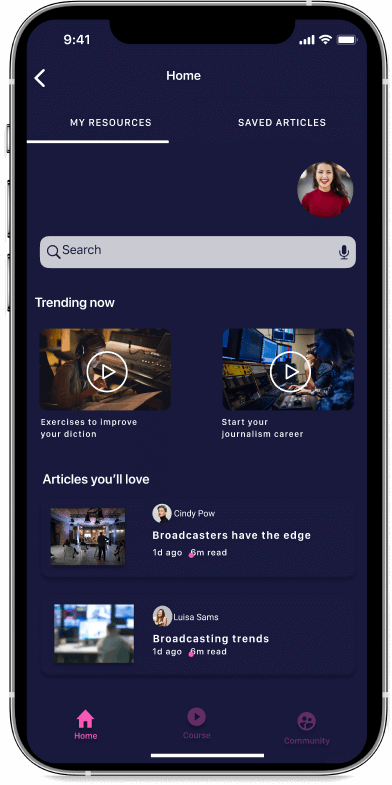 9:41
Home
MY RESOURCES
SAVED ARTICLES
Search
Trending now
Exercises to improve
your diction
Start your
journalism career
Articles you'll love
Cindy Pow
Broadcasters have the edge
1d ago 6m read
Luisa Sams
Broadcasting trends
1d ago 6m read
Home
Course
Community